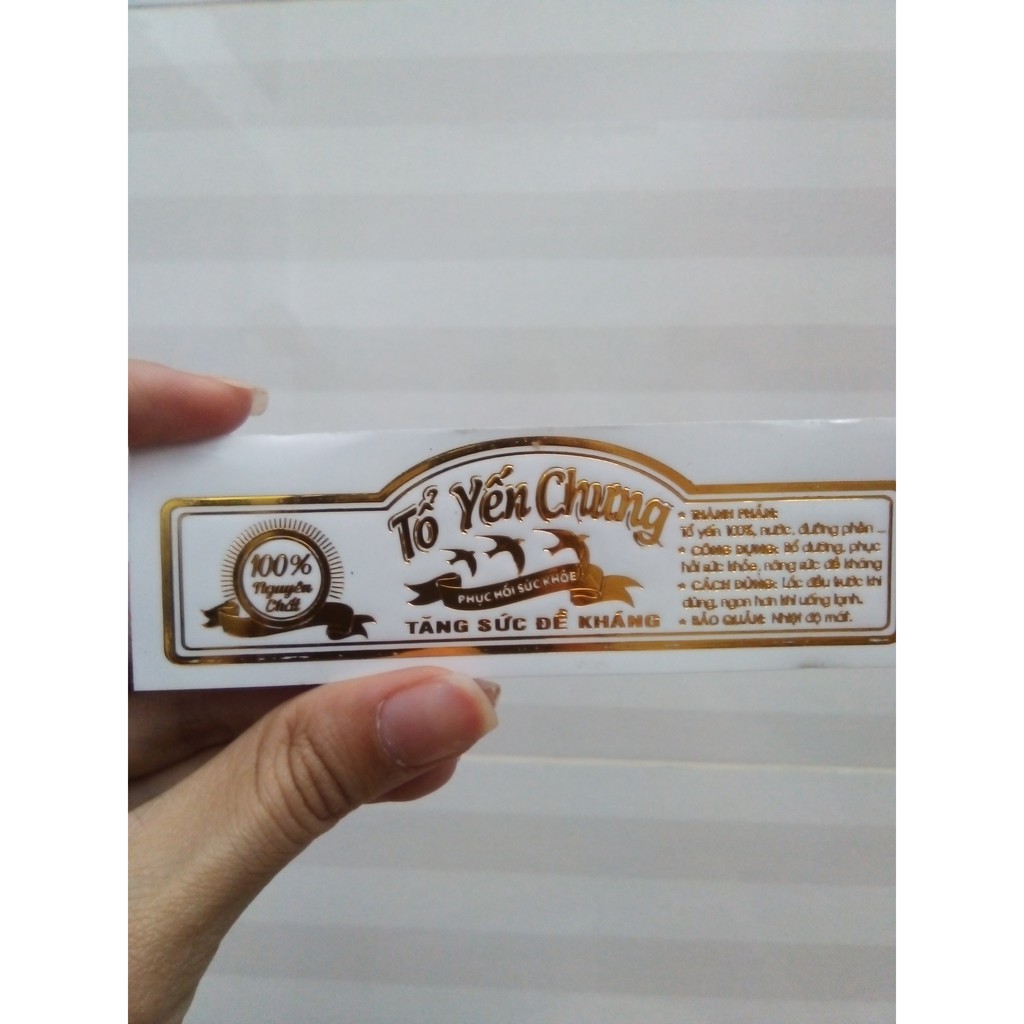 100%
Nguyên
Chất
Tổ Yến Chưng
PHỤC HỒI SỨC KHỎE
TĂNG SỨC ĐỀ KHÁNG
* THÀNH PHẦN:
Tổ yến 100%, nước, đường phèn ...
* CÔNG DỤNG: Bổ dưỡng, phục
hồi sức khỏe, nâng sức đề kháng
* CÁCH DÙNG: Lắc đều trước khi
dùng, ngon hơn khi uống lạnh.
* BẢO QUẢN: Nhiệt độ mát.